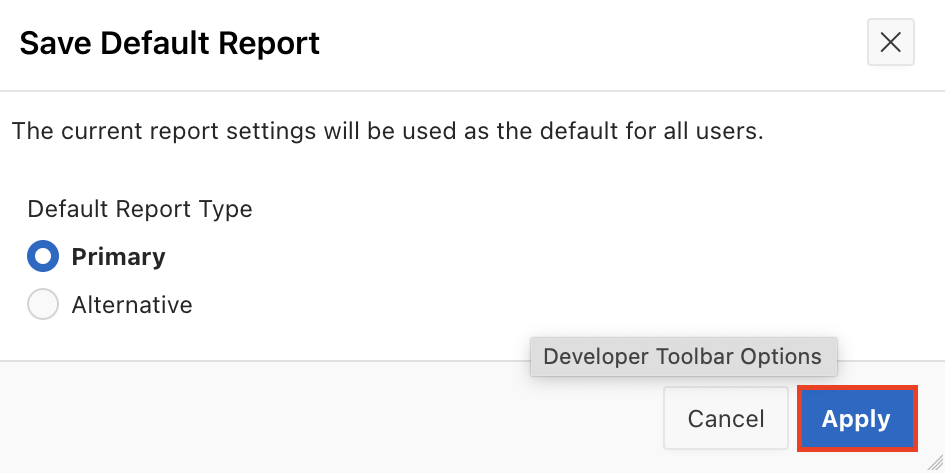 Save Default Report
The current report settings will be used as the default for all users.
Default Report Type
Primary
Alternative
Developer Toolbar Options
Cancel
Apply